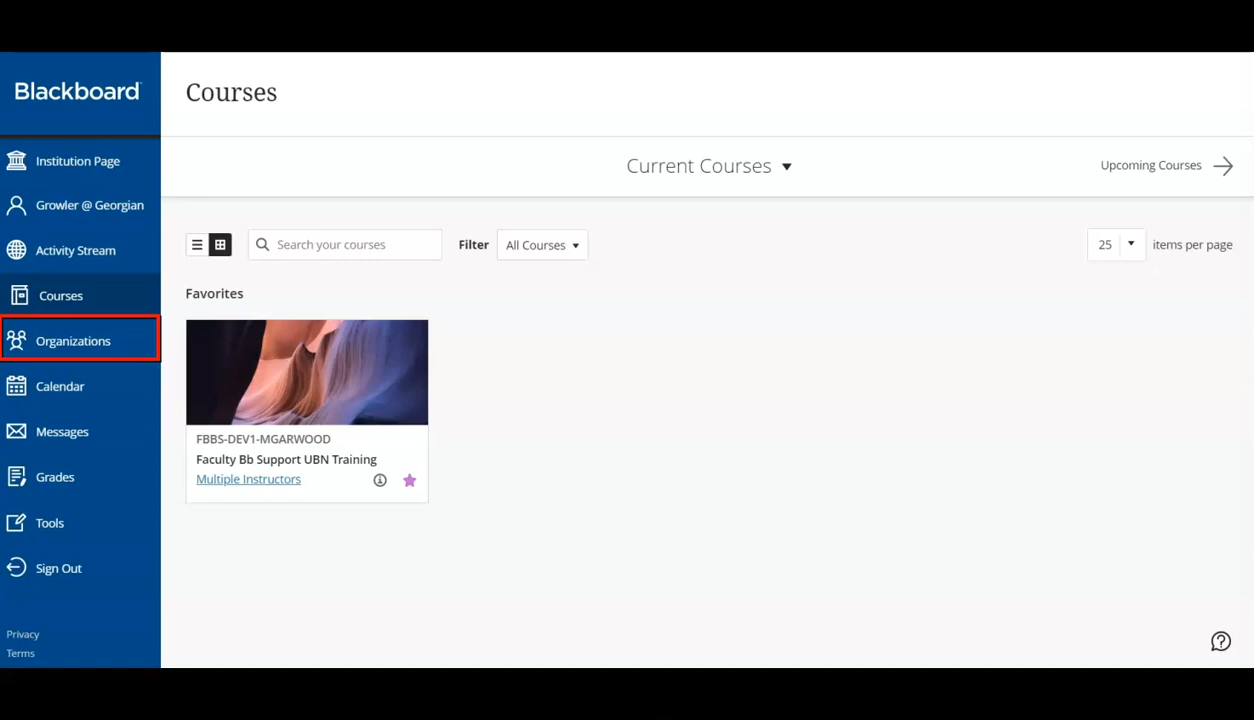 Blackboard
Institution Page
Growler @ Georgian
Activity Stream
Courses
Organizations
Calendar
Messages
Grades
Tools
Sign Out
Privacy
Terms
Courses
Current Courses
Upcoming Courses
Search your courses
Filter
All Courses
25
items per page
Favorites
FBBS-DEV1-MGARWOOD
Faculty Bb Support UBN Training
Multiple Instructors